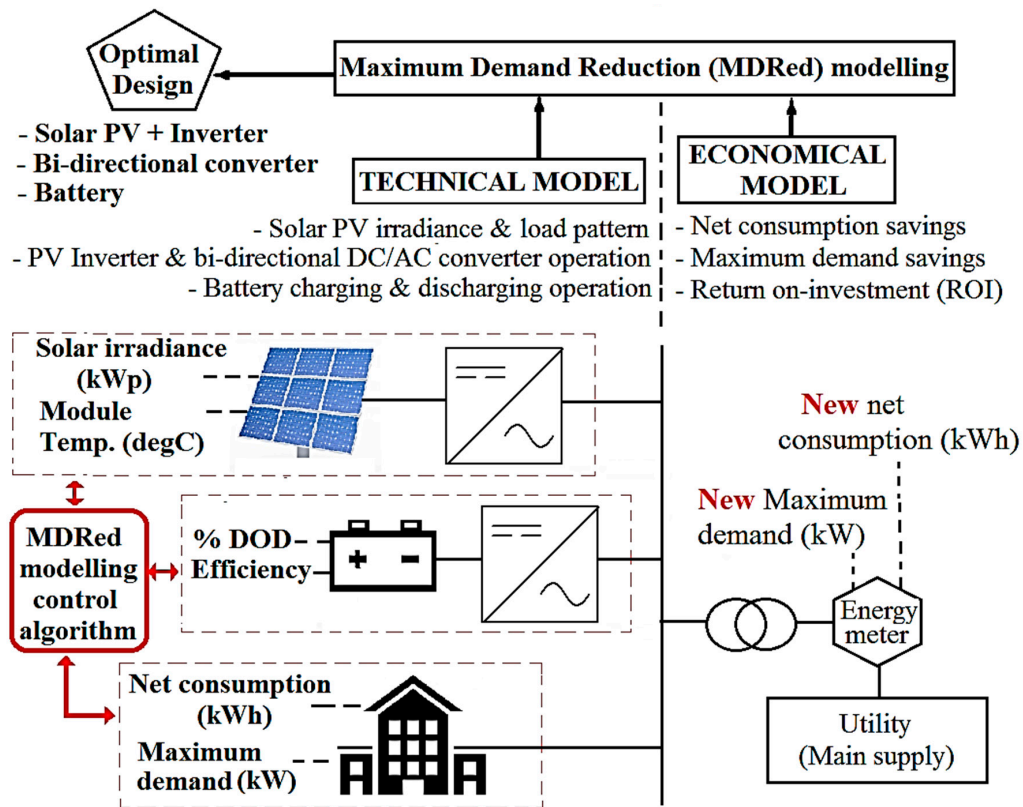 Optimal
Design
Maximum Demand Reduction (MDRed) modelling
- Solar PV + Inverter
- Bi-directional converter
- Battery
TECHNICAL MODEL
ECONOMICAL
MODEL
- Solar PV irradiance & load pattern
- PV Inverter & bi-directional DC/AC converter operation
- Battery charging & discharging operation
- Net consumption savings
- Maximum demand savings
- Return on-investment (ROI)
Solar irradiance
(kWp)
Module
Temp. (degC)
New net
consumption (kWh)
New Maximum
demand (kW)
MDRed
modelling
control
algorithm
% DOD
Efficiency
+ -
Energy
meter
Net consumption
(kWh)
Maximum
demand (kW)
Utility
(Main supply)